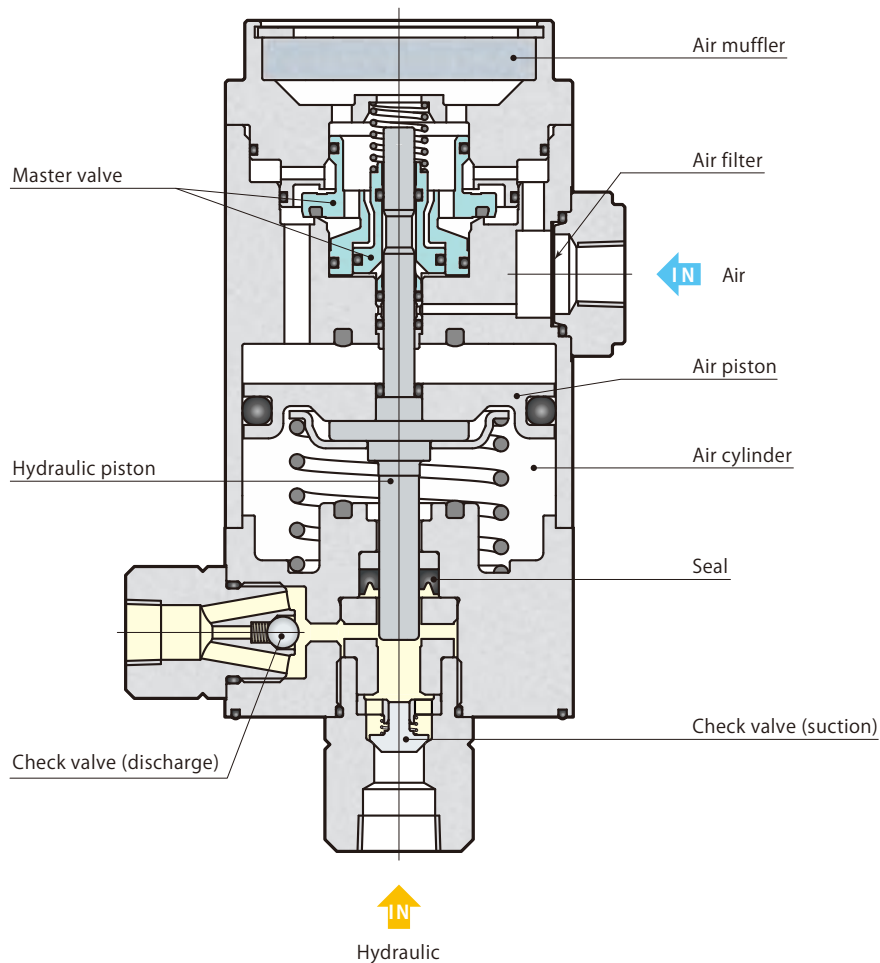 Air muffler
Air filter
Master valve
IN Air
Air piston
Air cylinder
Hydraulic piston
Seal
Check valve (suction)
Check valve (discharge)
IN
Hydraulic